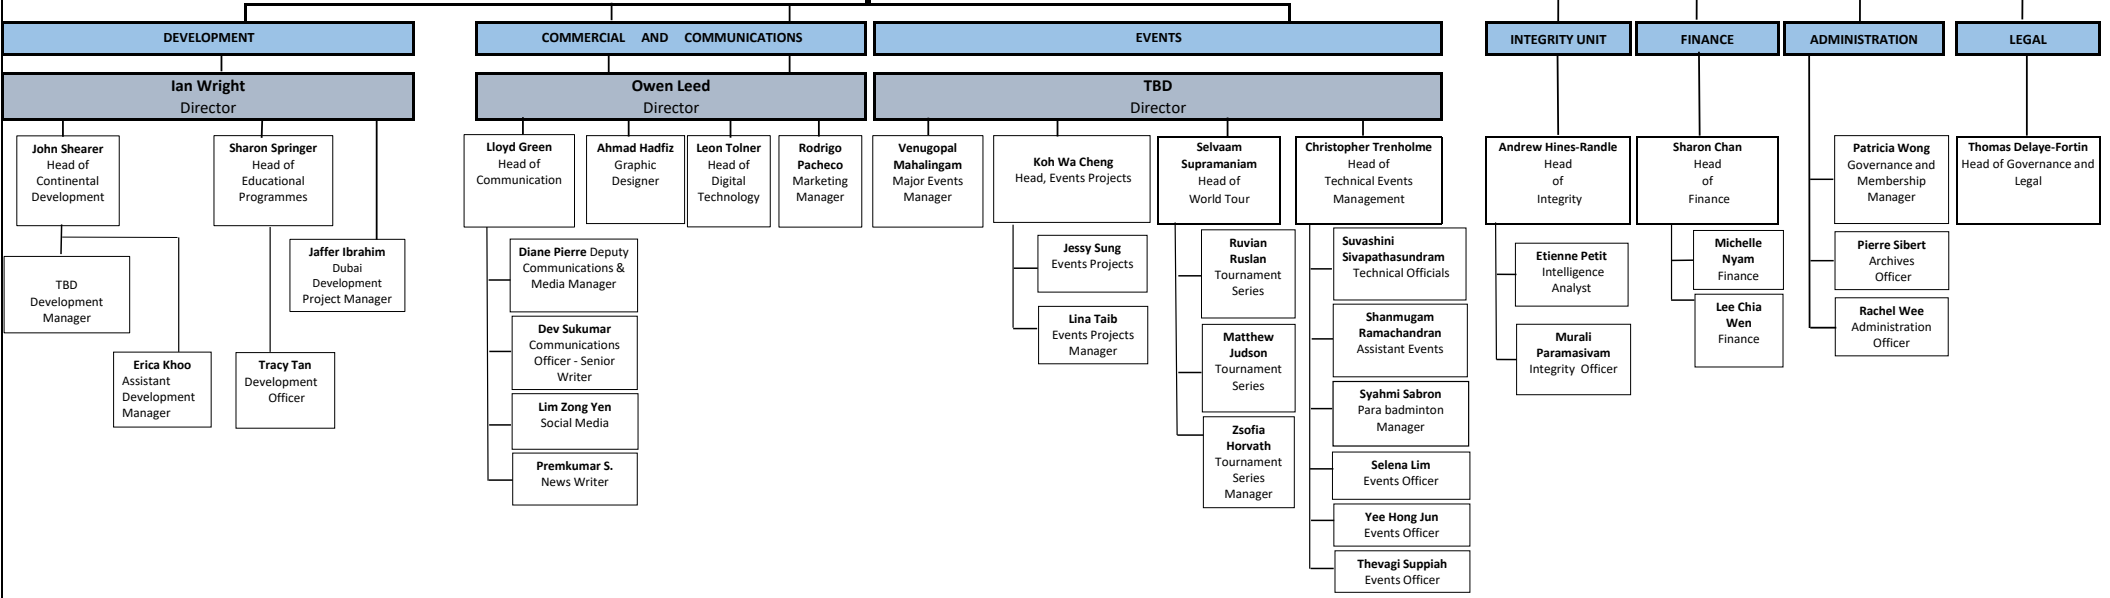 DEVELOPMENT
COMMERCIAL AND COMMUNICATIONS
EVENTS
INTEGRITY UNIT
FINANCE
ADMINISTRATION
LEGAL
Ian Wright
Director
Owen Leed
Director
TBD
Director
John Shearer
Head of
Continental
Development
Sharon Springer
Head of
Educational
Programmes
Jaffer Ibrahim
Dubai
Development
Project Manager
TBD
Development
Manager
Erica Khoo
Assistant
Development
Manager
Tracy Tan
Development
Officer
Lloyd Green
Head of
Communication
Ahmad Hadfiz
Graphic
Designer
Leon Tolner
Head of
Digital
Technology
Rodrigo
Pacheco
Marketing
Manager
Diane Pierre Deputy
Communications &
Media Manager
Dev Sukumar
Communications
Officer - Senior
Writer
Lim Zong Yen
Social Media
Premkumar S.
News Writer
Venugopal
Mahalingam
Major Events
Manager
Koh Wa Cheng
Head, Events Projects
Jessy Sung
Events Projects
Lina Taib
Events Projects
Manager
Selvaam
Supramaniam
Head of
World Tour
Ruvian
Ruslan
Tournament
Series
Matthew
Judson
Tournament
Series
Zsofia
Horvath
Tournament
Series
Manager
Christopher Trenholme
Head of
Technical Events
Management
Suvashini
Sivapathasundram
Technical Officials
Shanmugam
Ramachandran
Assistant Events
Syahmi Sabron
Para badminton
Manager
Selena Lim
Events Officer
Yee Hong Jun
Events Officer
Thevagi Suppiah
Events Officer
Andrew Hines-Randle
Head
of
Integrity
Etienne Petit
Intelligence
Analyst
Murali
Paramasivam
Integrity Officer
Sharon Chan
Head
of
Finance
Michelle
Nyam
Finance
Lee Chia
Wen
Finance
Patricia Wong
Governance and
Membership
Manager
Pierre Sibert
Archives
Officer
Rachel Wee
Administration
Officer
Thomas Delaye-Fortin
Head of Governance and
Legal